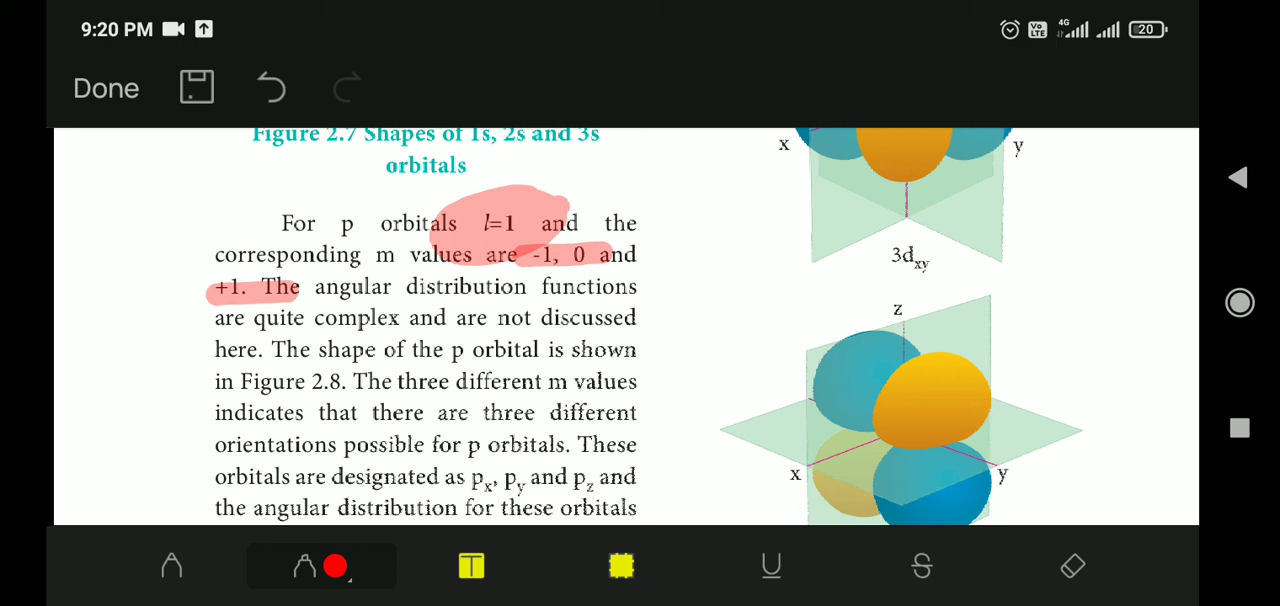 9:20 PM
Vo LTE 4G 20
Done
Figure 2.7 Shapes of 1s, 2s and 3s
orbitals
For p orbitals l=1 and the
corresponding m values are -1, 0 and
+1. The angular distribution functions
are quite complex and are not discussed
here. The shape of the p orbital is shown
in Figure 2.8. The three different m values
indicates that there are three different
orientations possible for p orbitals. These
orbitals are designated as px, py and pz and
the angular distribution for these orbitals
x
y
3dxy
z
x
y
T
U
S